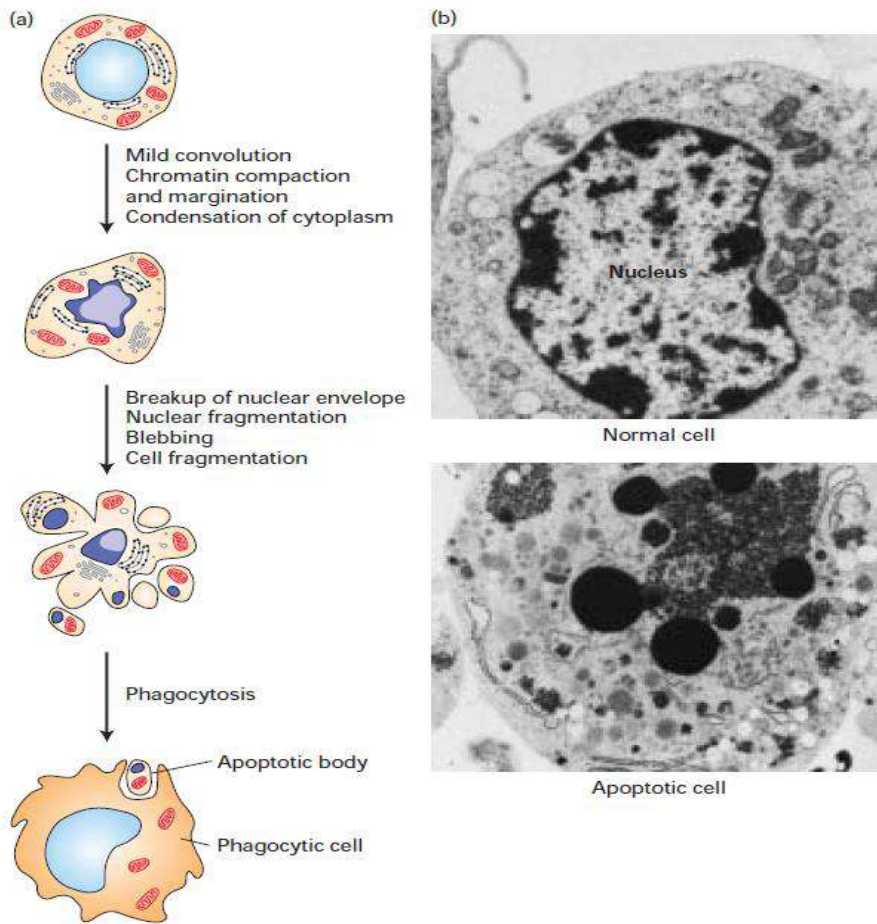 (a)
Mild convolution
Chromatin compaction
and margination
Condensation of cytoplasm
Breakup of nuclear envelope
Nuclear fragmentation
Blebbing
Cell fragmentation
Phagocytosis
Apoptotic body
Phagocytic cell
(b)
Nucleus
Normal cell
Apoptotic cell